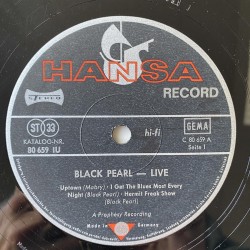 HANSA
RECORD
STEREO
ST 33
KATALOG-NR.
80 659 IU
hi-fi
GEMA
C 80 659 A
Seite 1
BLACK PEARL — LIVE
Uptown (Mabry) · I Get The Blues Most Every
Night (Black Pearl) · Hermit Freak Show
(Black Pearl)
A Prophesy Recording
Made in Germany